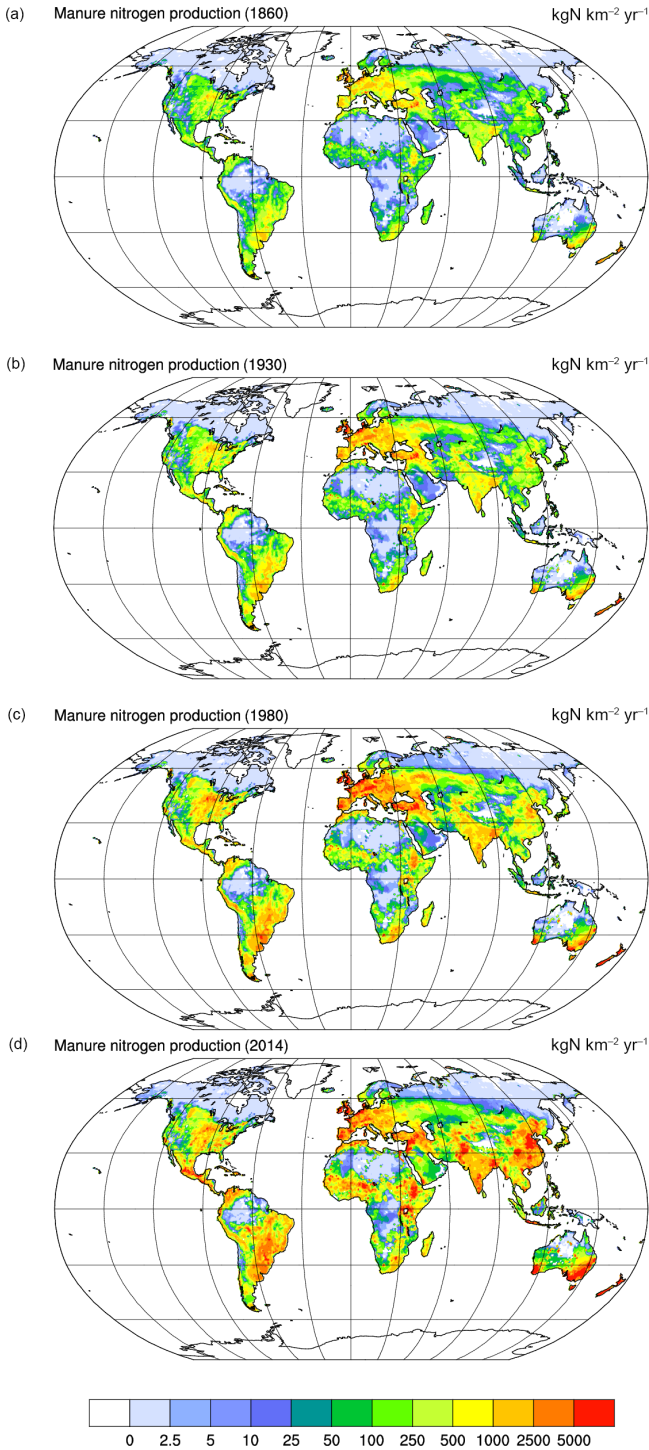 (a) Manure nitrogen production (1860) kgN km⁻² yr⁻¹
(b) Manure nitrogen production (1930) kgN km⁻² yr⁻¹
(c) Manure nitrogen production (1980) kgN km⁻² yr⁻¹
(d) Manure nitrogen production (2014) kgN km⁻² yr⁻¹
0 2.5 5 10 25 50 100 250 500 1000 2500 5000